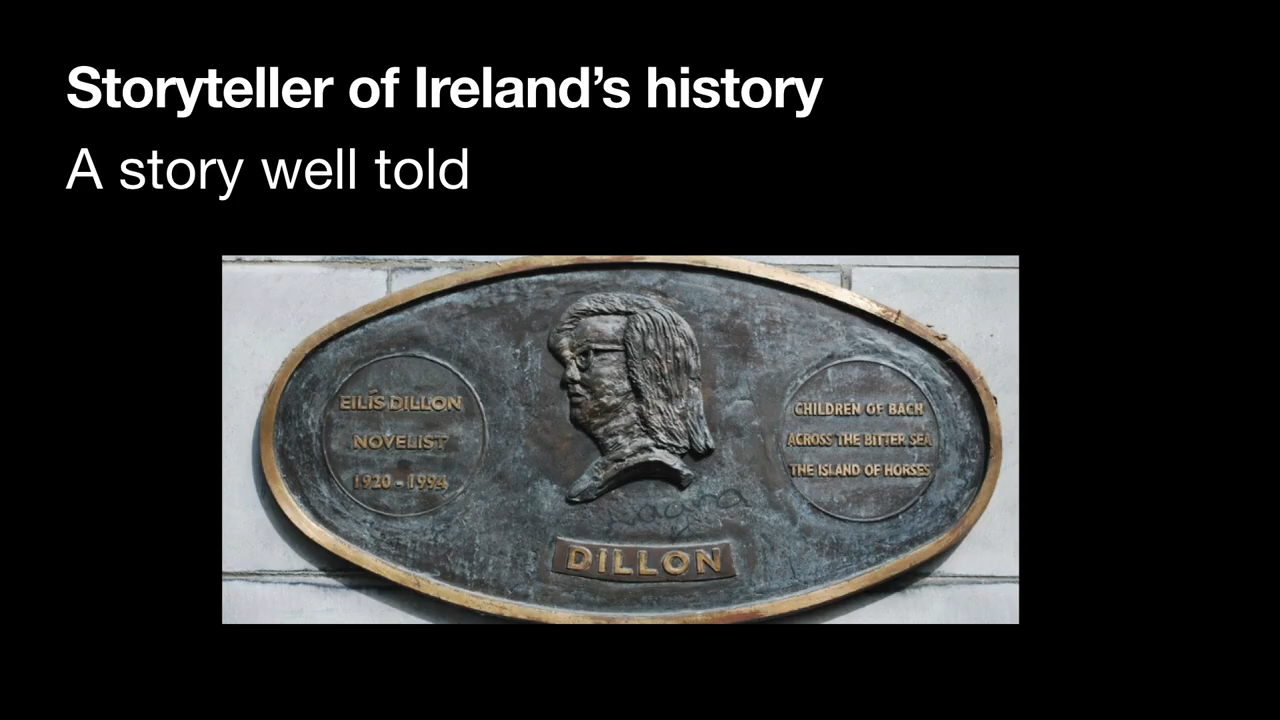 Storyteller of Ireland’s history
A story well told
EILÍS DILLON
NOVELIST
1920 - 1994
CHILDREN OF BACH
ACROSS THE BITTER SEA
THE ISLAND OF HORSES
DILLON